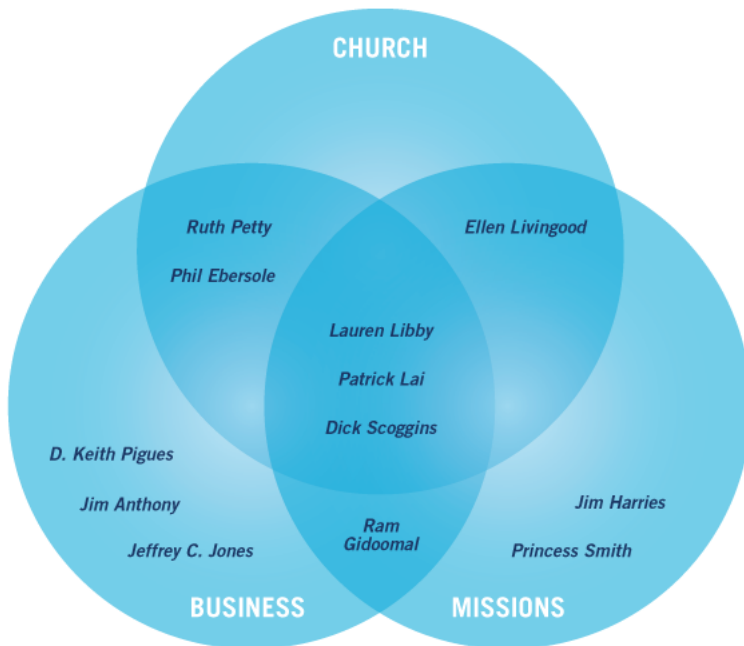 CHURCH
Ruth Petty
Ellen Livingood
Phil Ebersole
Lauren Libby
Patrick Lai
Dick Scoggins
D. Keith Pigues
Jim Anthony
Jim Harries
Ram
Gidoomal
Jeffrey C. Jones
Princess Smith
BUSINESS
MISSIONS